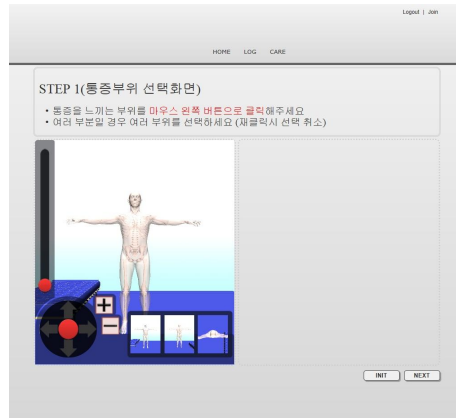 Logout | Join
HOME LOG CARE
STEP 1(통증부위 선택화면)
• 통증을 느끼는 부위를 마우스 왼쪽 버튼으로 클릭해주세요
• 여러 부분일 경우 여러 부위를 선택하세요 (재클릭시 선택 취소)
INIT NEXT